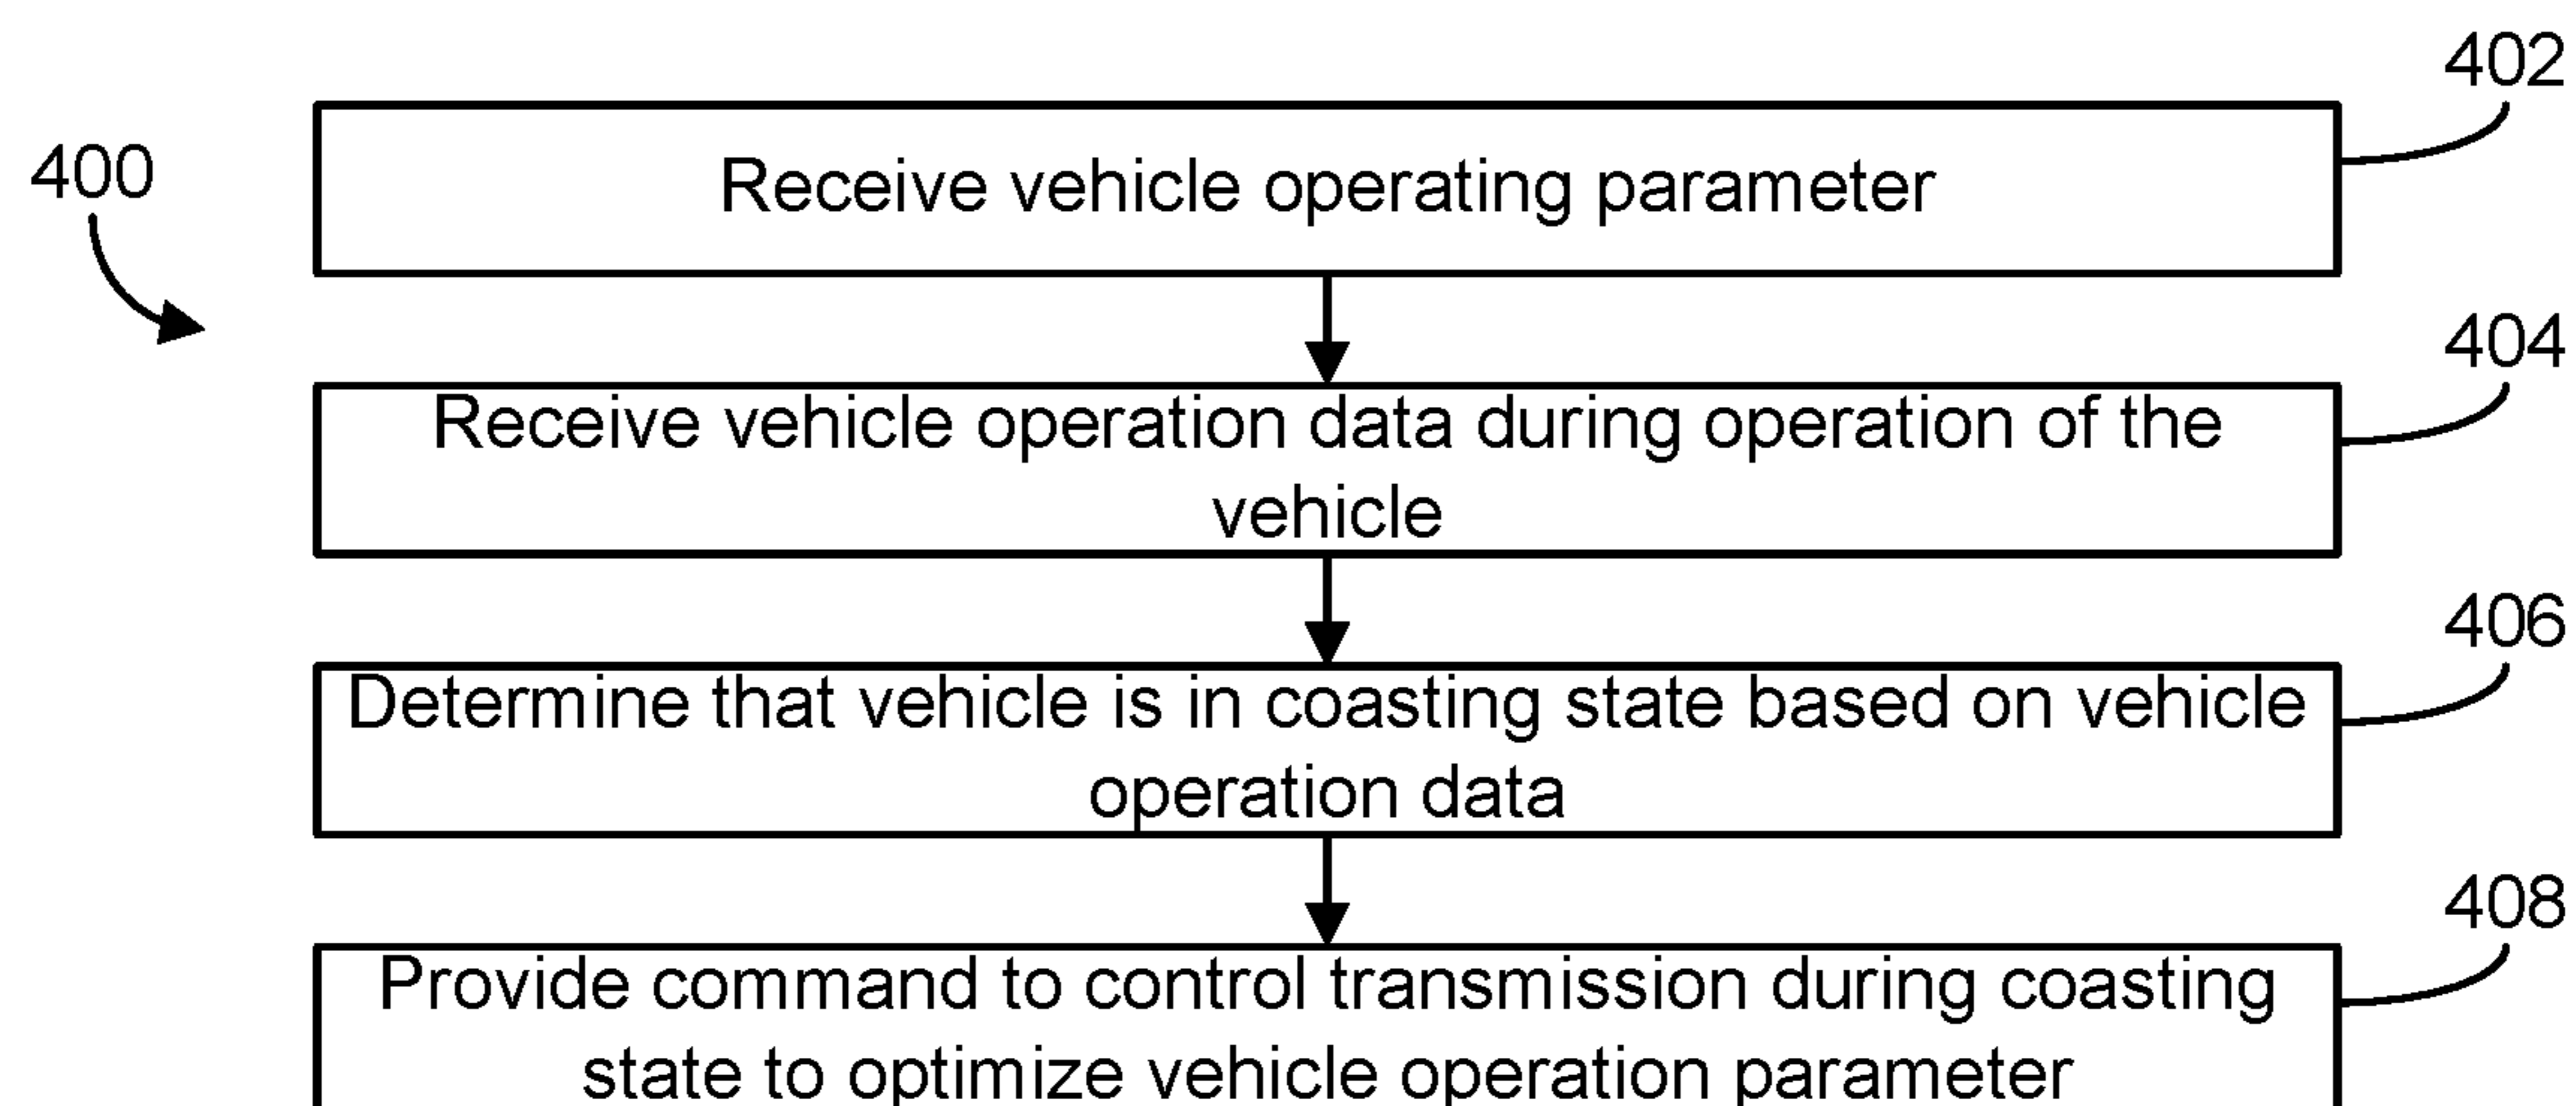 402
400
Receive vehicle operating parameter
404
Receive vehicle operation data during operation of the
vehicle
406
Determine that vehicle is in coasting state based on vehicle
operation data
408
Provide command to control transmission during coasting
state to optimize vehicle operation parameter